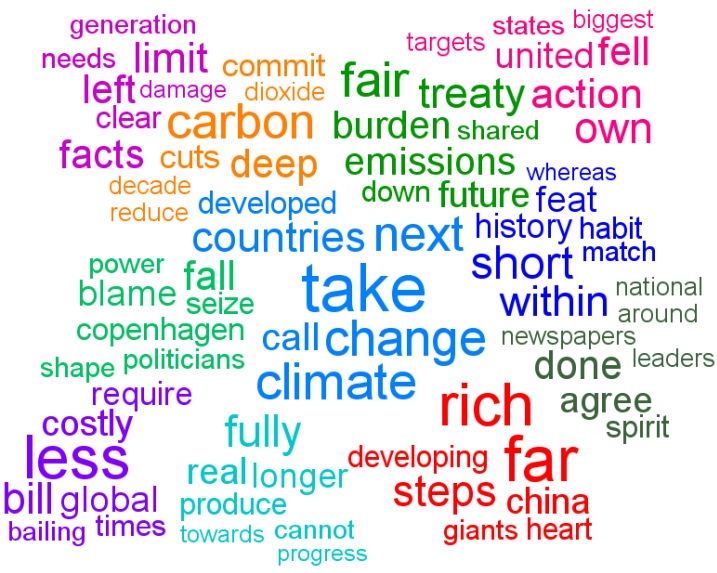 generation states biggest
needs limit commit targets united fell
left damage dioxide fair treaty action
clear carbon burden shared own
facts cuts deep emissions whereas
decade developed down future feat
reduce countries next history habit
power fall short match
blame seize take within national
around
copenhagen call change newspapers
shape politicians done leaders
require climate agree
costly fully rich spirit
less real longer developing far
bill global produce steps china
bailing times towards cannot giants heart
progress